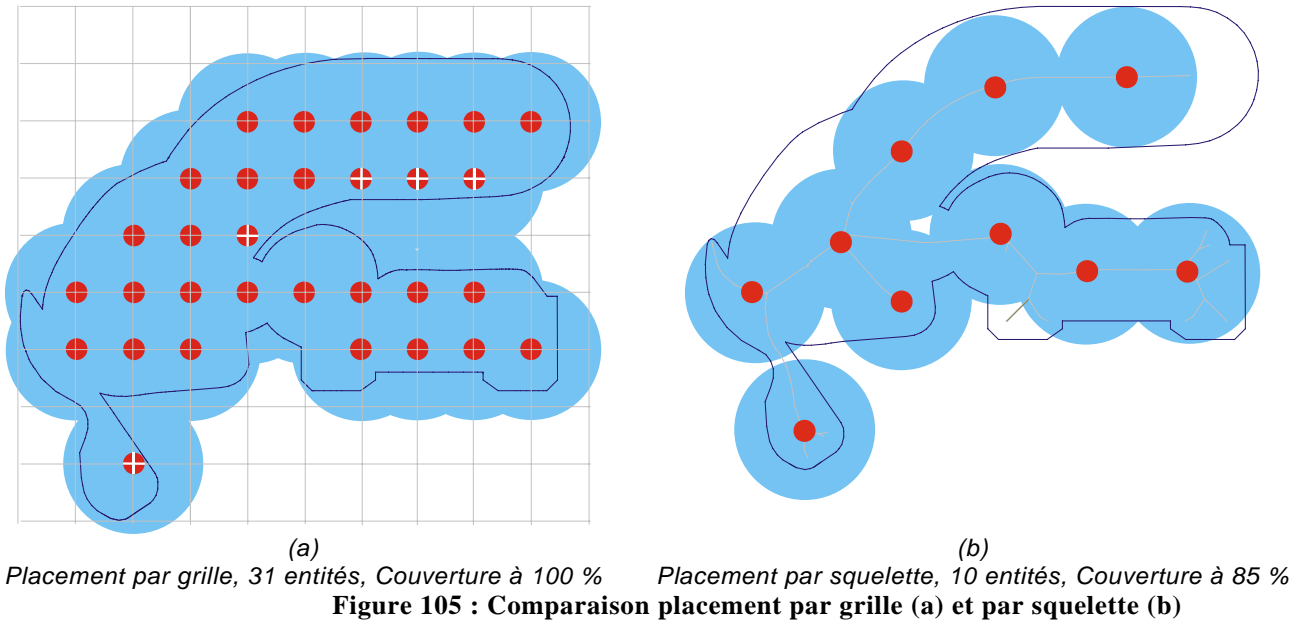 (a)
Placement par grille, 31 entités, Couverture à 100 %
(b)
Placement par squelette, 10 entités, Couverture à 85 %
Figure 105 : Comparaison placement par grille (a) et par squelette (b)